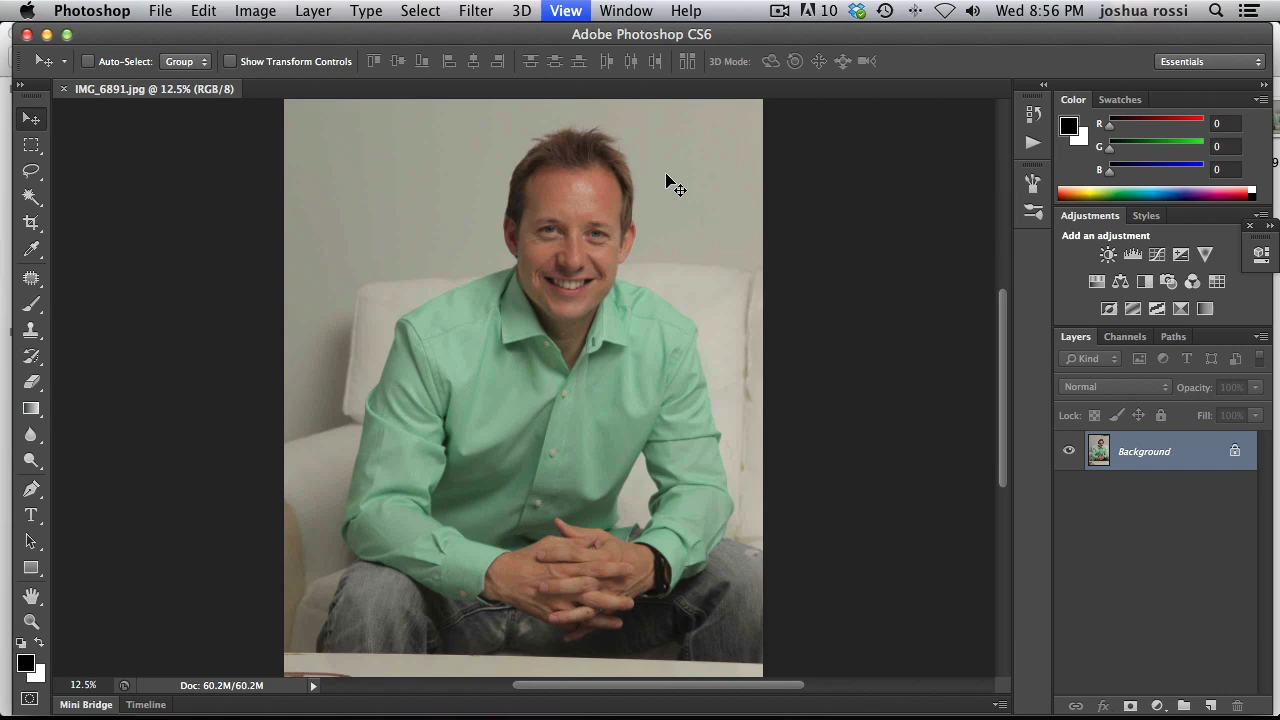 Photoshop File Edit Image Layer Type Select Filter 3D View Window Help 10 Wed 8:56 PM joshua rossi
Adobe Photoshop CS6
Auto-Select: Group Show Transform Controls 3D Mode: Essentials
× IMG_6891.jpg @ 12.5% (RGB/8)
Color Swatches
R 0
G 0
B 0
Adjustments Styles
Add an adjustment
Layers Channels Paths
Kind
Normal Opacity: 100%
Lock: Fill: 100%
Background
12.5% Doc: 60.2M/60.2M
Mini Bridge Timeline